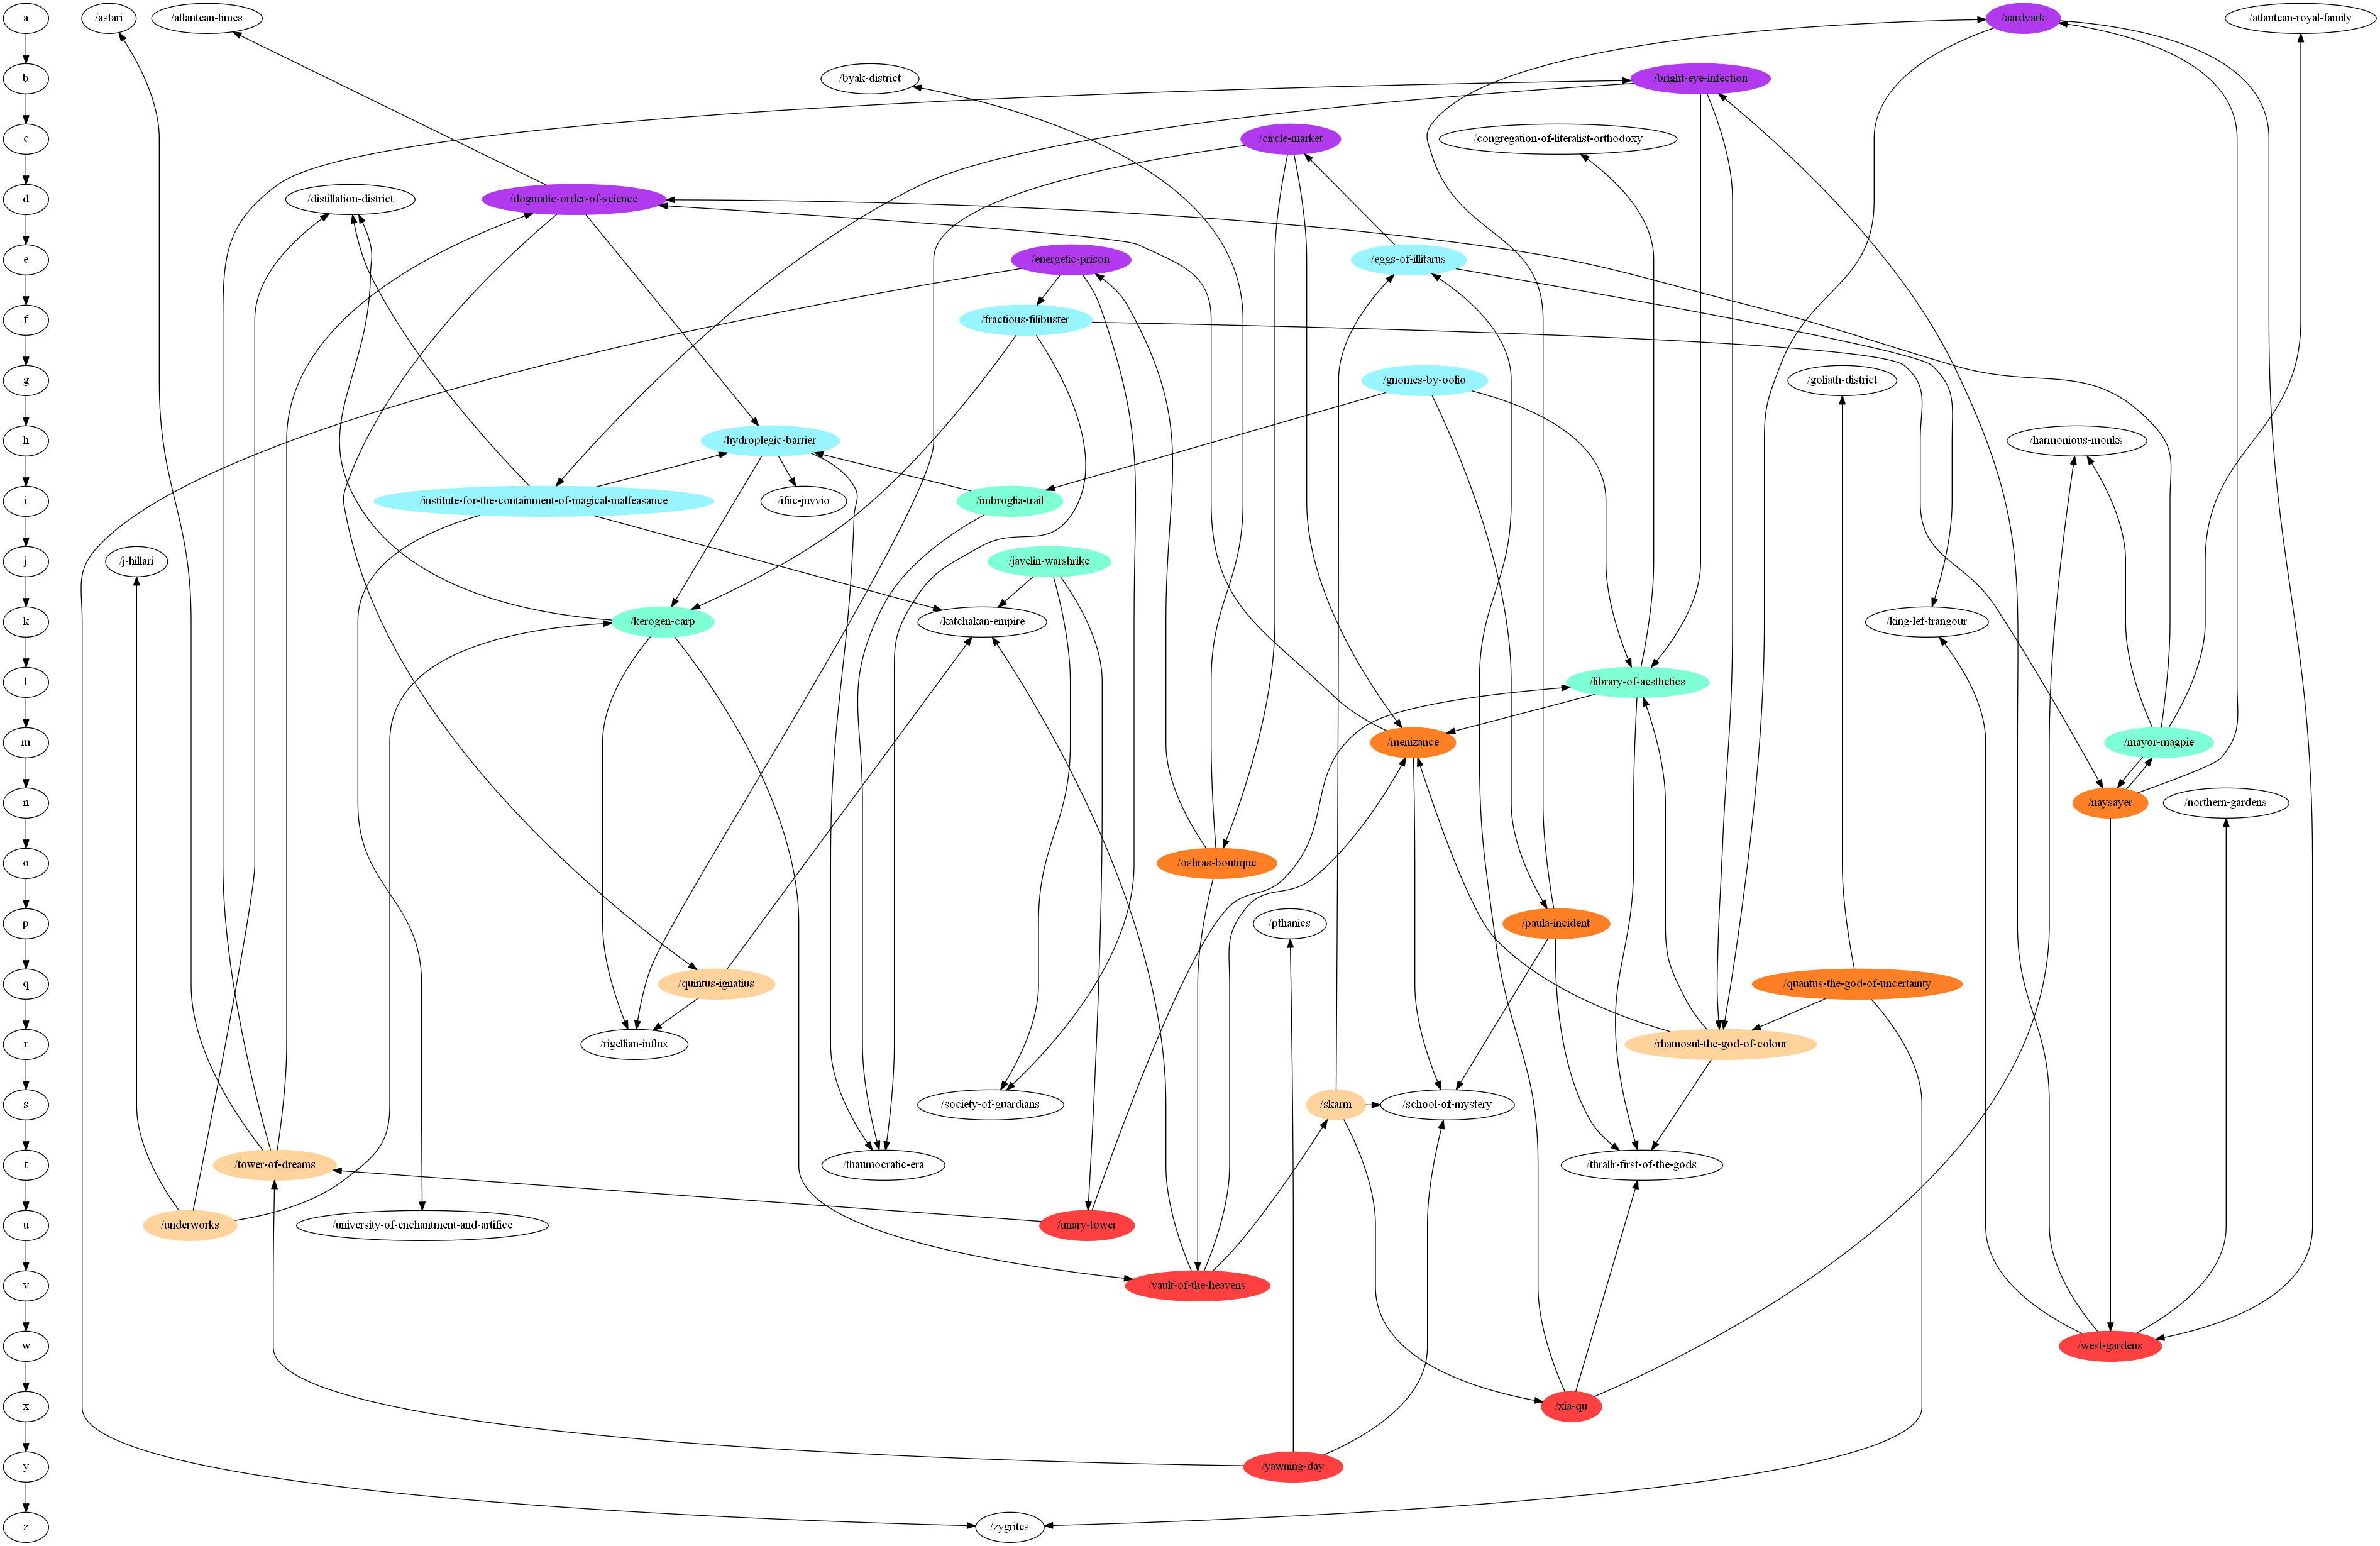 a
/astari
/atlantean-times
/aardvark
/atlantean-royal-family
b
/byak-district
/bright-eye-infection
c
/circle-market
/congregation-of-literalist-orthodoxy
d
/distillation-district
/dogmatic-order-of-science
e
/energetic-prison
/eggs-of-illitarus
f
/fractious-filibuster
g
/gnomes-by-oolio
/goliath-district
h
/hydroplegic-barrier
/harmonious-monks
i
/institute-for-the-containment-of-magical-malfeasance
/ifiic-juvvio
/imbroglia-trail
j
/j-hillari
/javelin-warshrike
k
/kerogen-carp
/katchakan-empire
/king-lef-trangour
l
/library-of-aesthetics
m
/menizance
/mayor-magpie
n
/naysayer
/northern-gardens
o
/oshras-boutique
p
/pthanics
/paula-incident
q
/quintus-ignatius
/quantus-the-god-of-uncertainty
r
/rigellian-influx
/rhamosul-the-god-of-colour
s
/society-of-guardians
/skarm
/school-of-mystery
t
/tower-of-dreams
/thaumocratic-era
/thrallr-first-of-the-gods
u
/underworks
/university-of-enchantment-and-artifice
/unary-tower
v
/vault-of-the-heavens
w
/west-gardens
x
/xia-qu
y
/yawning-day
z
/zygrites